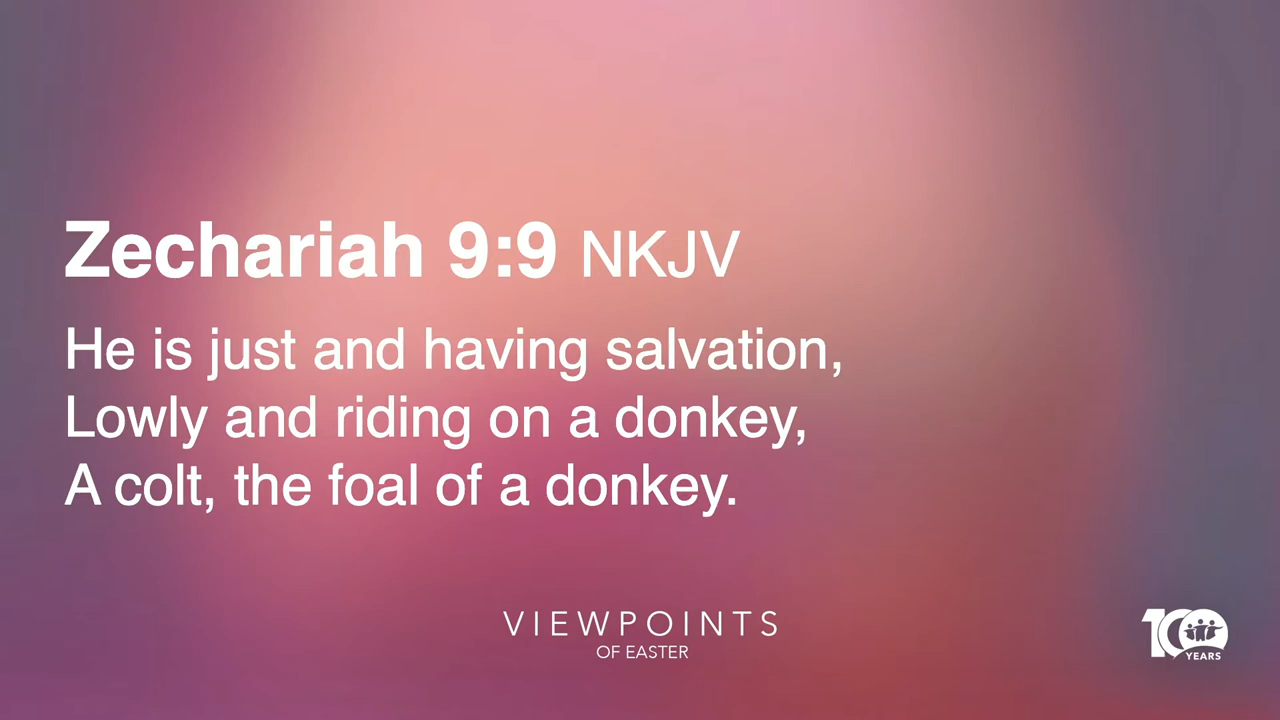 Zechariah 9:9 NKJV
He is just and having salvation,
Lowly and riding on a donkey,
A colt, the foal of a donkey.
VIEWPOINTS
OF EASTER
100
YEARS